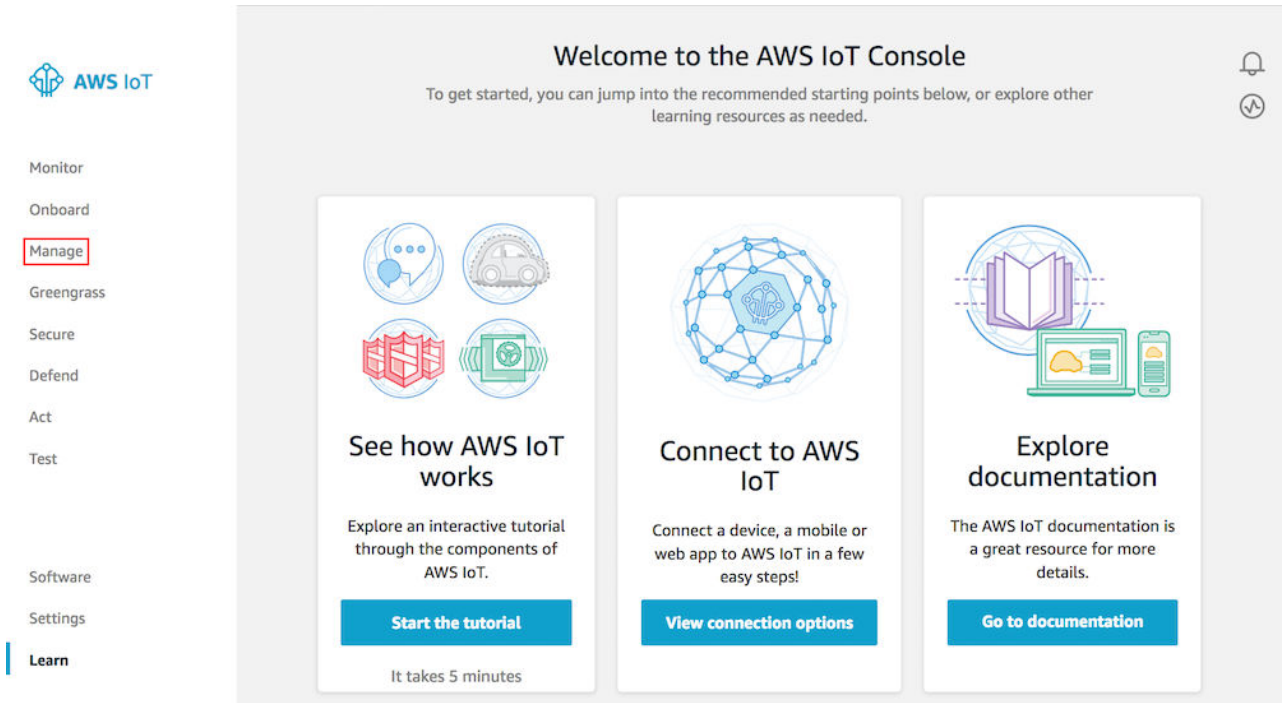 AWS IoT
Monitor
Onboard
Manage
Greengrass
Secure
Defend
Act
Test
Software
Settings
Learn
Welcome to the AWS IoT Console
To get started, you can jump into the recommended starting points below, or explore other
learning resources as needed.
See how AWS IoT
works
Explore an interactive tutorial
through the components of
AWS IoT.
Start the tutorial
It takes 5 minutes
Connect to AWS
IoT
Connect a device, a mobile or
web app to AWS IoT in a few
easy steps!
View connection options
Explore
documentation
The AWS IoT documentation is
a great resource for more
details.
Go to documentation